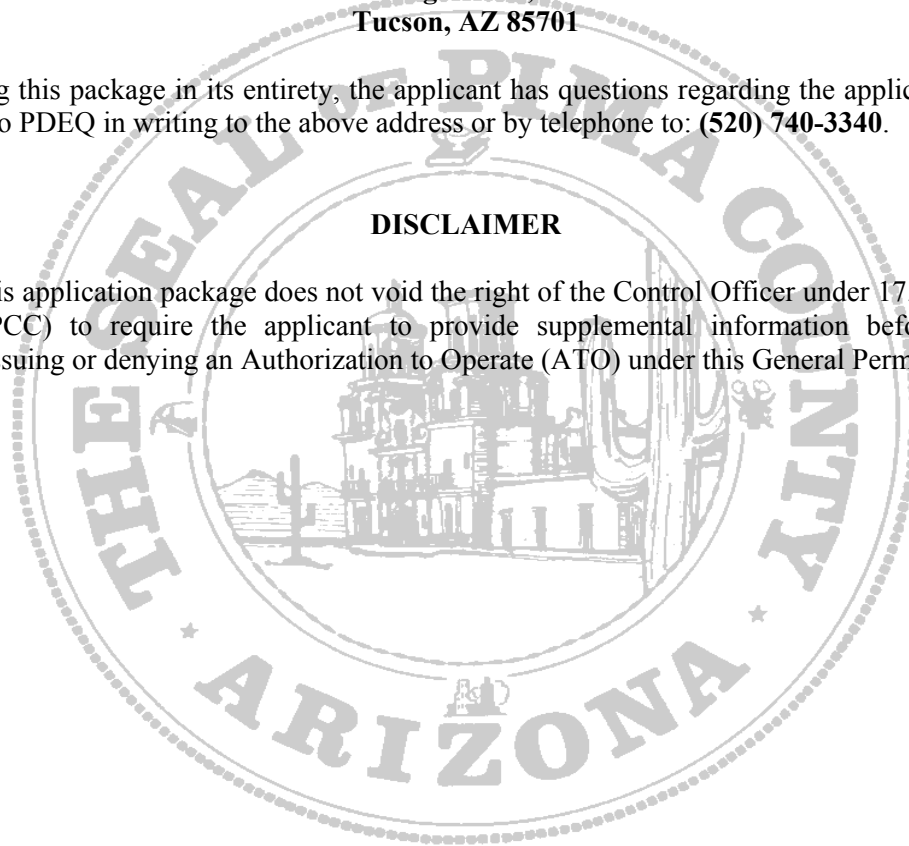 Tucson, AZ 85701
g this package in its entirety, the applicant has questions regarding the applic
o PDEQ in writing to the above address or by telephone to: (520) 740-3340.
DISCLAIMER
is application package does not void the right of the Control Officer under 17.
PCC) to require the applicant to provide supplemental information befo
suing or denying an Authorization to Operate (ATO) under this General Perm
THE SEAL OF PIMA COUNTY
· ARIZONA ·